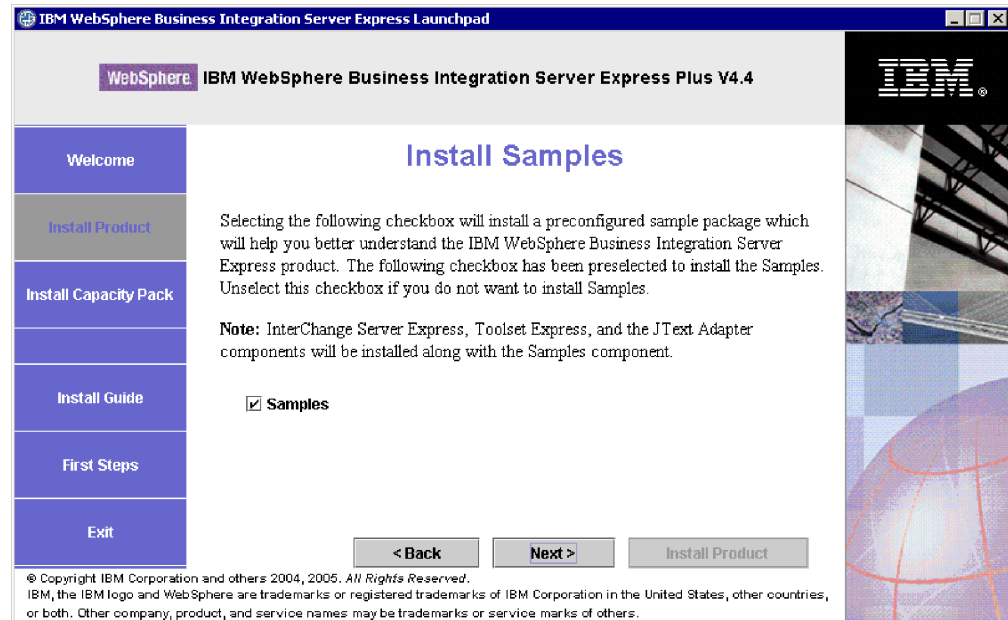 IBM WebSphere Business Integration Server Express Launchpad
WebSphere. IBM WebSphere Business Integration Server Express Plus V4.4
IBM®
Welcome
Install Product
Install Capacity Pack
Install Guide
First Steps
Exit
Install Samples
Selecting the following checkbox will install a preconfigured sample package which
will help you better understand the IBM WebSphere Business Integration Server
Express product. The following checkbox has been preselected to install the Samples.
Unselect this checkbox if you do not want to install Samples.
Note: InterChange Server Express, Toolset Express, and the JText Adapter
components will be installed along with the Samples component.
Samples
< Back Next > Install Product
© Copyright IBM Corporation and others 2004, 2005. All Rights Reserved.
IBM, the IBM logo and WebSphere are trademarks or registered trademarks of IBM Corporation in the United States, other countries,
or both. Other company, product, and service names may be trademarks or service marks of others.